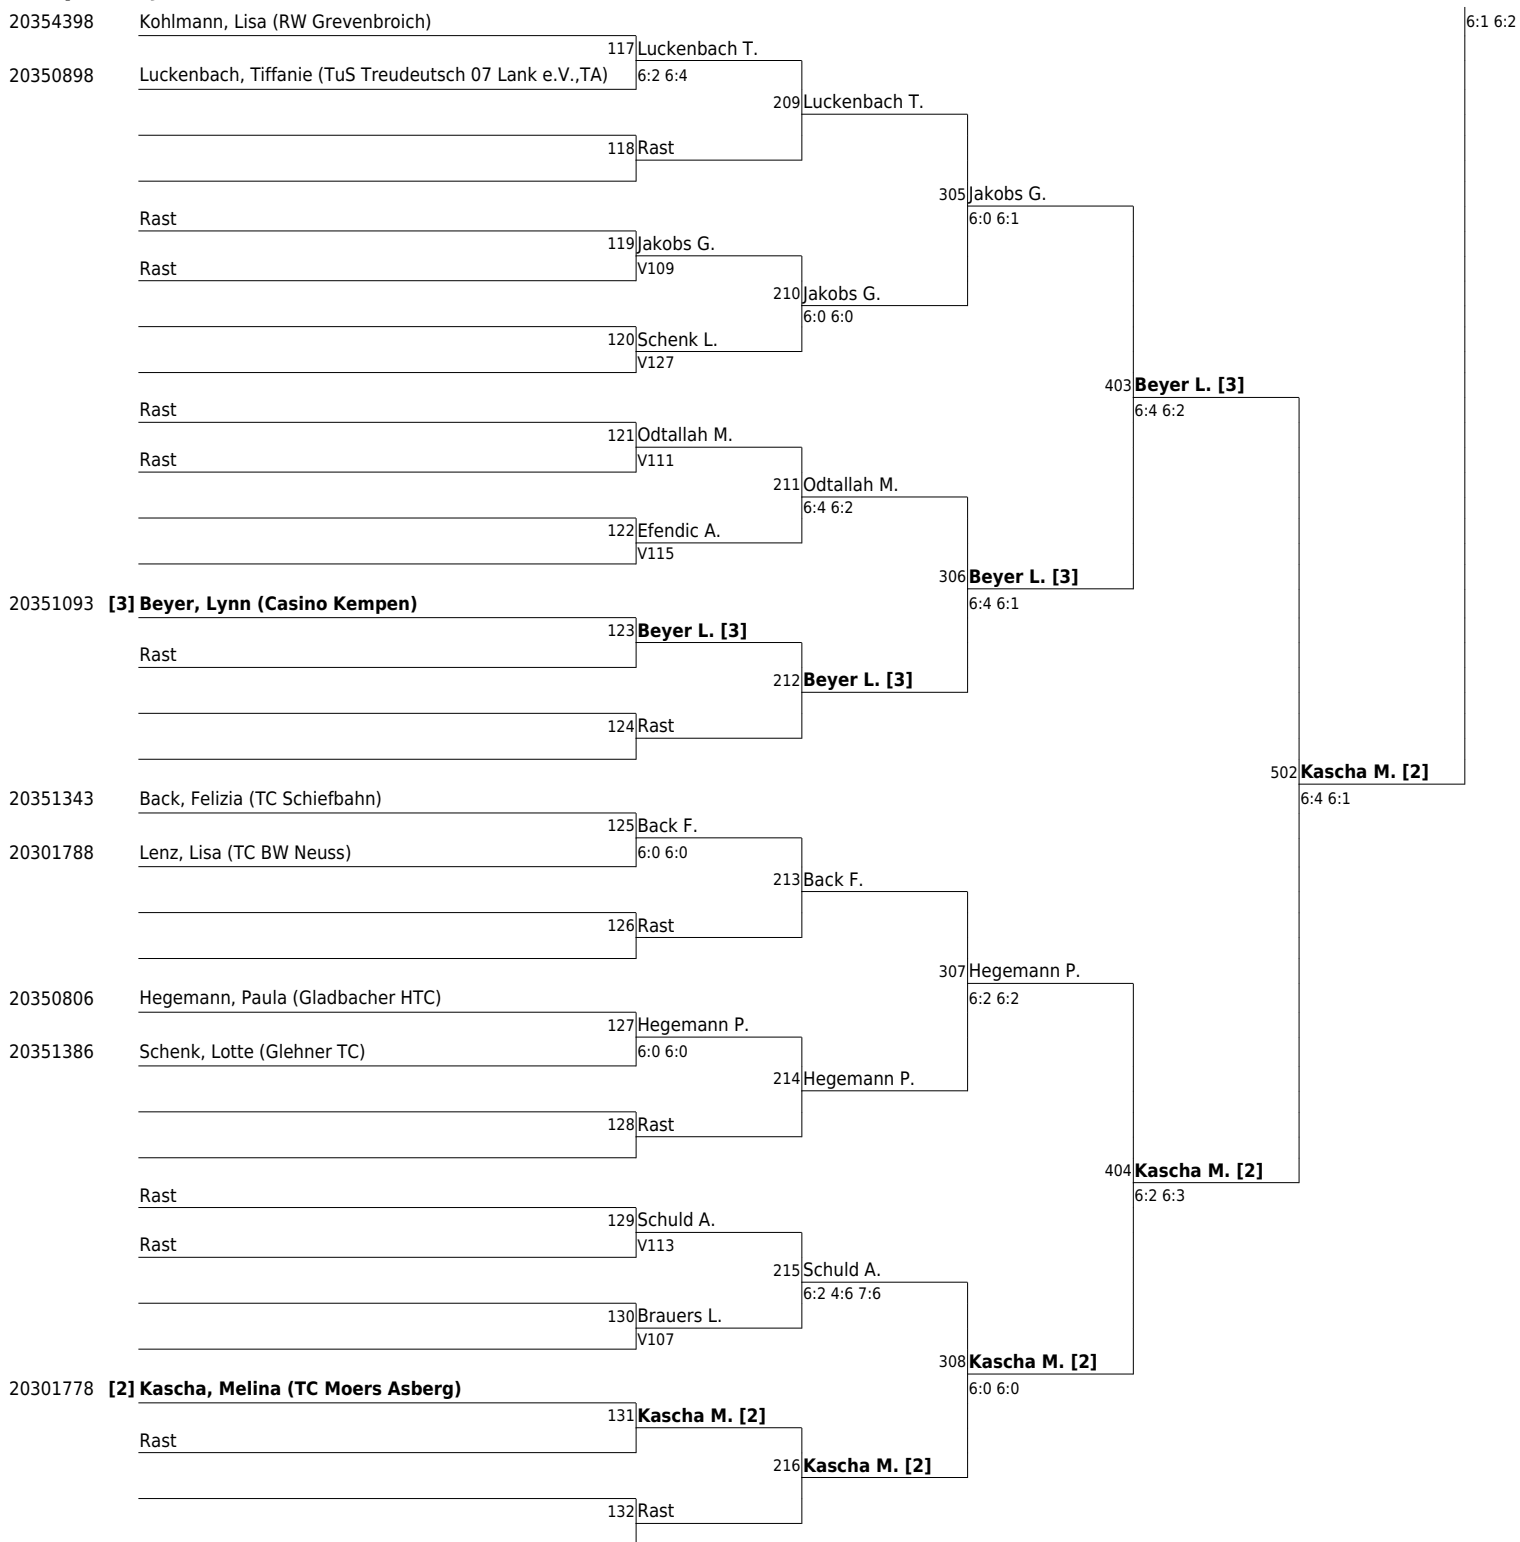 20354398 Kohlmann, Lisa (RW Grevenbroich) 6:1 6:2
117 Luckenbach T.
20350898 Luckenbach, Tiffanie (TuS Treudeutsch 07 Lank e.V.,TA) 6:2 6:4
209 Luckenbach T.
118 Rast
305 Jakobs G.
Rast 6:0 6:1
119 Jakobs G.
Rast V109
210 Jakobs G.
6:0 6:0
120 Schenk L.
V127
403 Beyer L. [3]
Rast 6:4 6:2
121 Odtallah M.
Rast V111
211 Odtallah M.
6:4 6:2
122 Efendic A.
V115
306 Beyer L. [3]
20351093 [3] Beyer, Lynn (Casino Kempen) 6:4 6:1
123 Beyer L. [3]
Rast
212 Beyer L. [3]
124 Rast
502 Kascha M. [2]
20351343 Back, Felizia (TC Schiefbahn) 6:4 6:1
125 Back F.
20301788 Lenz, Lisa (TC BW Neuss) 6:0 6:0
213 Back F.
126 Rast
307 Hegemann P.
20350806 Hegemann, Paula (Gladbacher HTC) 6:2 6:2
127 Hegemann P.
20351386 Schenk, Lotte (Glehner TC) 6:0 6:0
214 Hegemann P.
128 Rast
404 Kascha M. [2]
Rast 6:2 6:3
129 Schuld A.
Rast V113
215 Schuld A.
6:2 4:6 7:6
130 Brauers L.
V107
308 Kascha M. [2]
20301778 [2] Kascha, Melina (TC Moers Asberg) 6:0 6:0
131 Kascha M. [2]
Rast
216 Kascha M. [2]
132 Rast